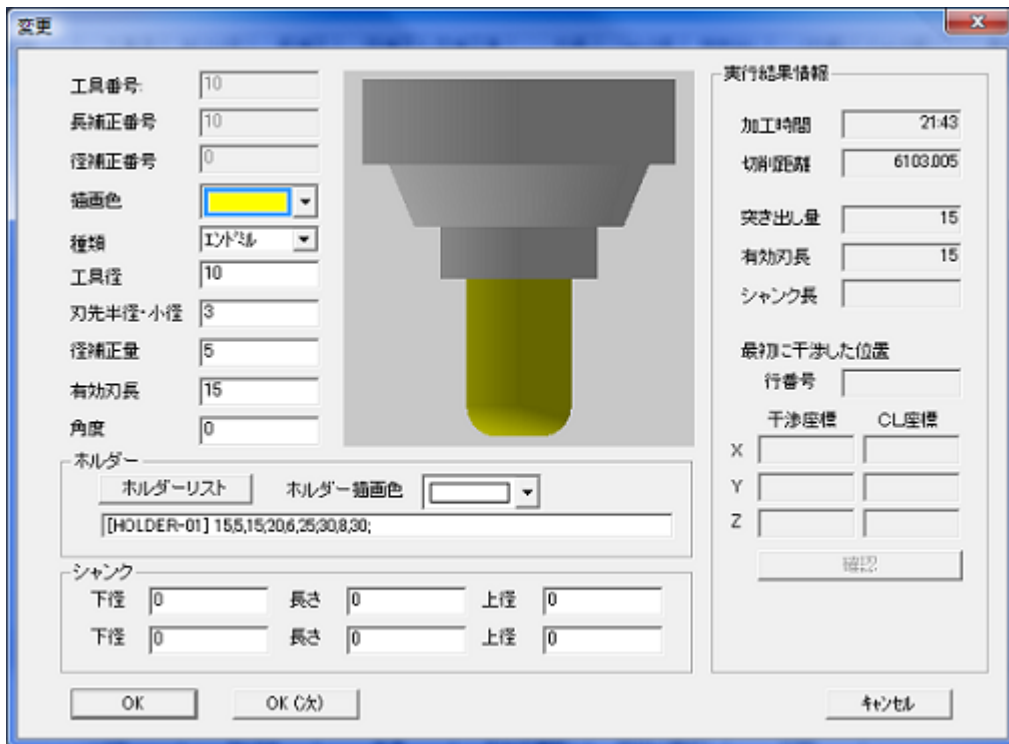 変更
工具番号: 10
長補正番号 10
径補正番号 0
描画色
種類 エンドミル
工具径 10
刃先半径・小径 3
径補正量 5
有効刃長 15
角度 0
ホルダー
ホルダーリスト ホルダー描画色
[HOLDER-01] 15,5,15;20,6,25;30,8,30;
シャンク
下径 0 長さ 0 上径 0
下径 0 長さ 0 上径 0
OK OK (次) キャンセル
実行結果情報
加工時間 21:43
切削距離 6103.005
突き出し量 15
有効刃長 15
シャンク長
最初に干渉した位置
行番号
干渉座標 CL座標
X
Y
Z
確認